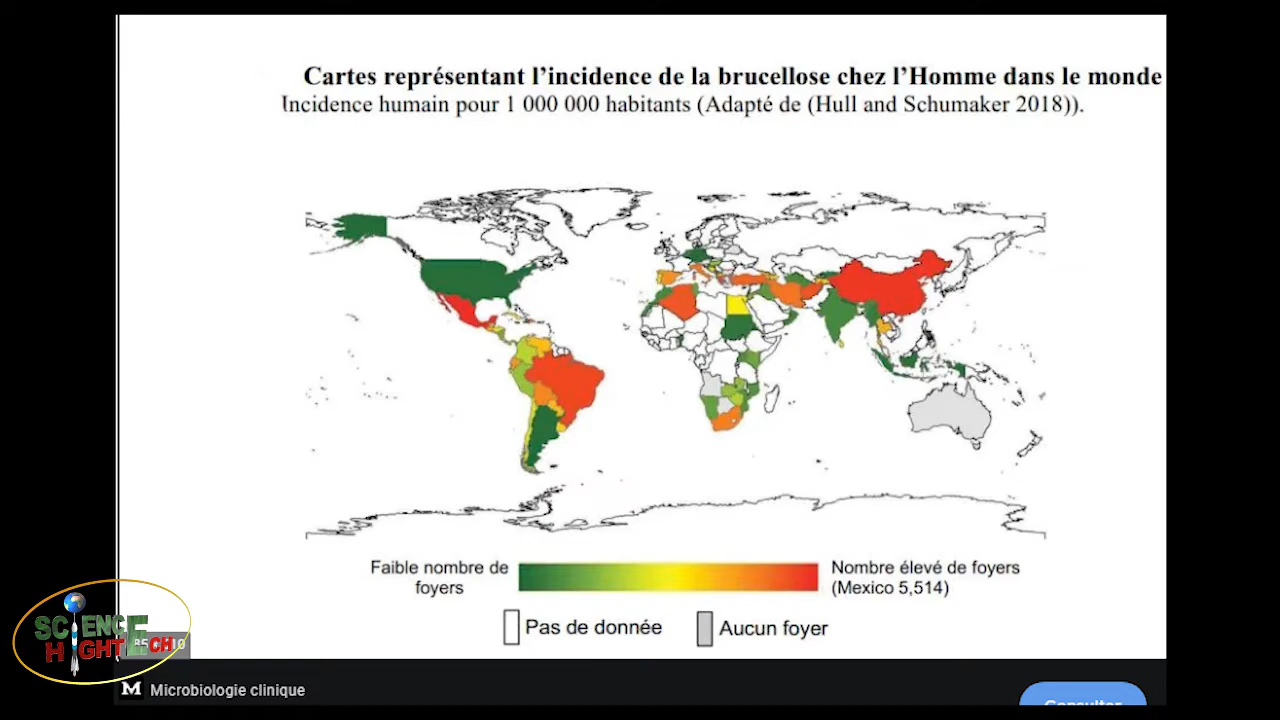 Cartes représentant l'incidence de la brucellose chez l'Homme dans le monde
Incidence humain pour 1 000 000 habitants (Adapté de (Hull and Schumaker 2018)).
Faible nombre de
foyers
Nombre élevé de foyers
(Mexico 5,514)
Pas de donnée
Aucun foyer
SCIENCE
HIGHTECH
M Microbiologie clinique
Consulter